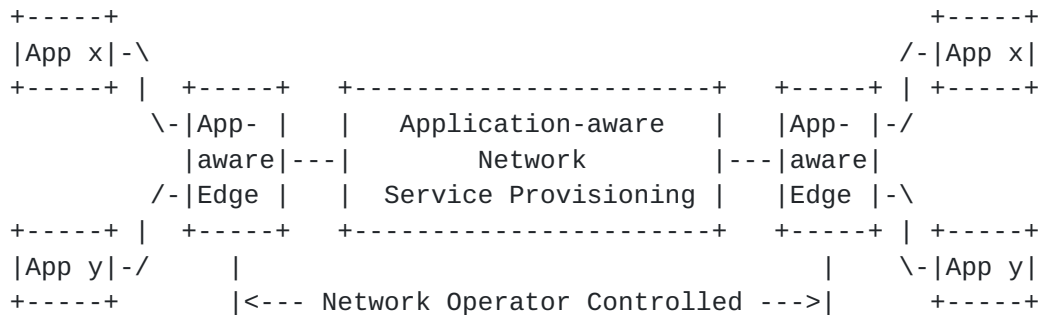 +-----+                                                 +-----+
|App x|-\                                             /-|App x|
+-----+ |  +-----+   +-----------------------+   +-----+ | +-----+
         \-|App- |   |   Application-aware   |   |App- |-/
           |aware|---|        Network        |---|aware|
         /-|Edge |   |  Service Provisioning |   |Edge |-\
+-----+ |  +-----+   +-----------------------+   +-----+ | +-----+
|App y|-/      |                                   |    \-|App y|
+-----+        |<--- Network Operator Controlled --->|      +-----+